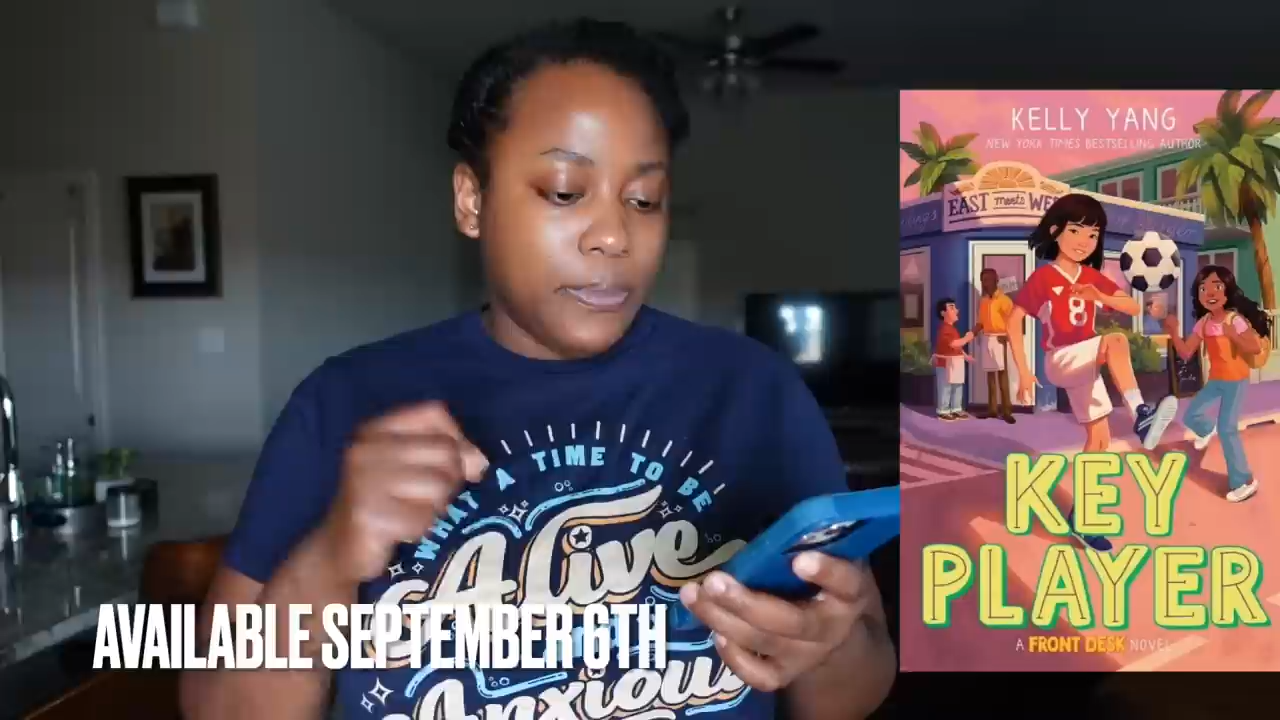 KELLY YANG
NEW YORK TIMES BESTSELLING AUTHOR
EAST meets WES
8
KEY
PLAYER
A FRONT DESK NOVEL
WHAT A TIME TO BE
Alive
Anxious
AVAILABLE SEPTEMBER 6TH